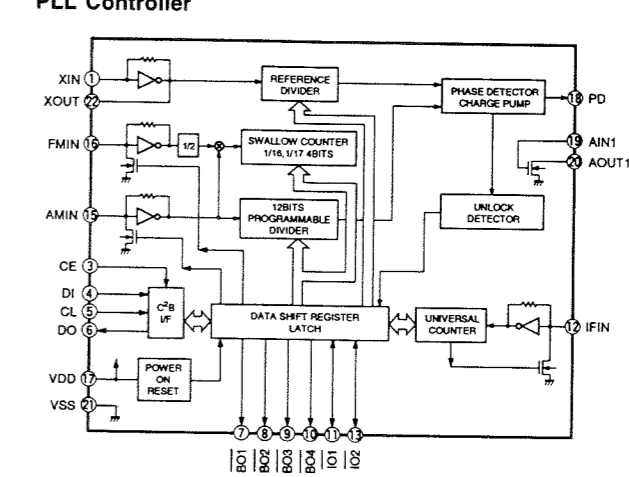 PLL Controller
XIN 1
XOUT 22
REFERENCE
DIVIDER
PHASE DETECTOR
CHARGE PUMP
18 PD
FMIN 16
1/2
SWALLOW COUNTER
1/16,1/17 4BITS
19 AIN1
20 AOUT1
AMIN 15
12BITS
PROGRAMMABLE
DIVIDER
UNLOCK
DETECTOR
CE 3
DI 4
CL 5
DO 6
C²B
I/F
DATA SHIFT REGISTER
LATCH
UNIVERSAL
COUNTER
12 IFIN
VDD 17
POWER
ON
RESET
VSS 21
7 8 9 10 11 13
BO1 BO2 BO3 BO4 IO1 IO2